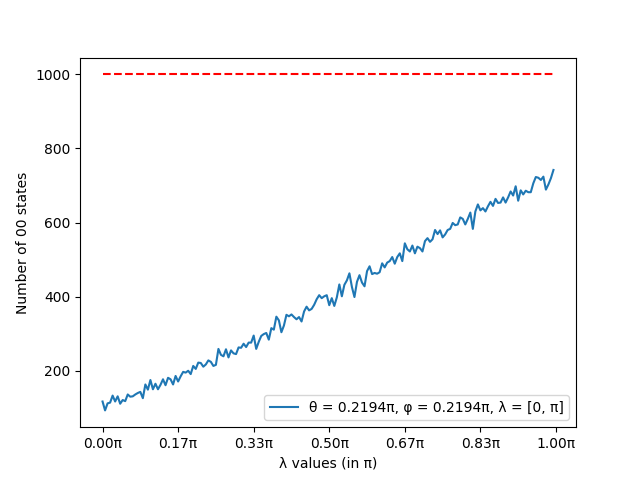 1000
800
600
400
200
Number of 00 states
θ = 0.2194π, φ = 0.2194π, λ = [0, π]
0.00π 0.17π 0.33π 0.50π 0.67π 0.83π 1.00π
λ values (in π)